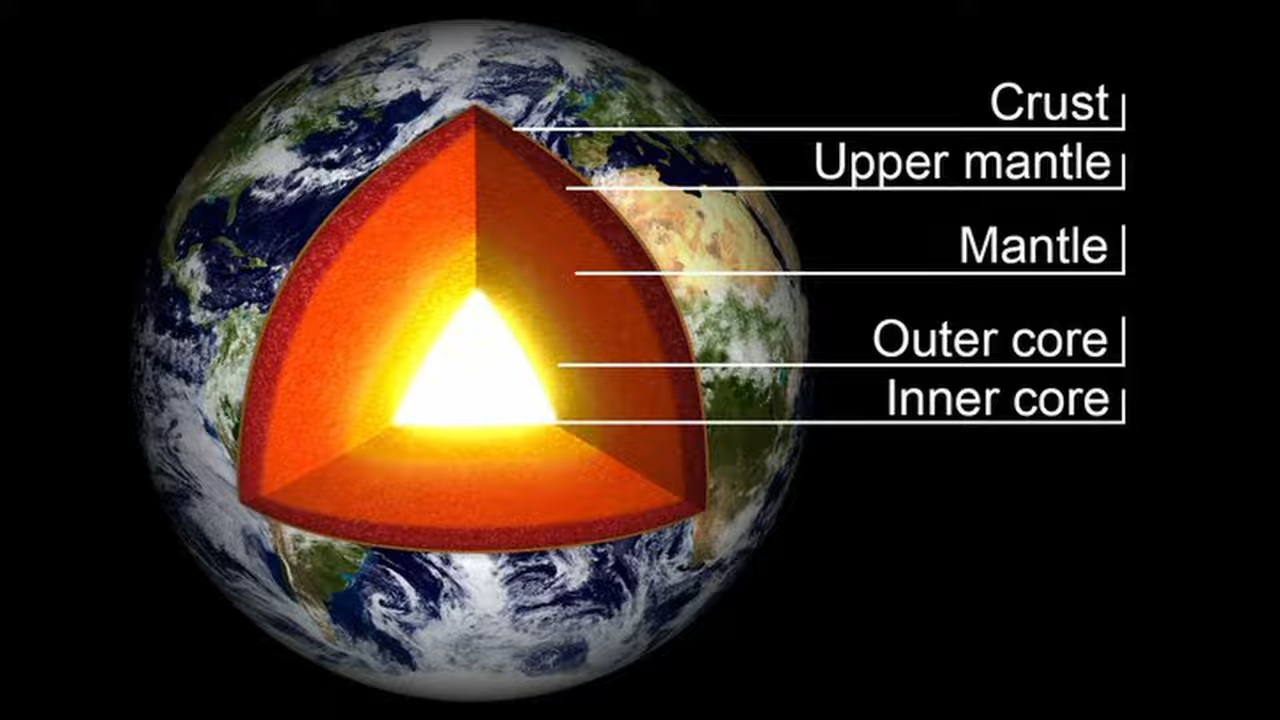 Crust
Upper mantle
Mantle
Outer core
Inner core